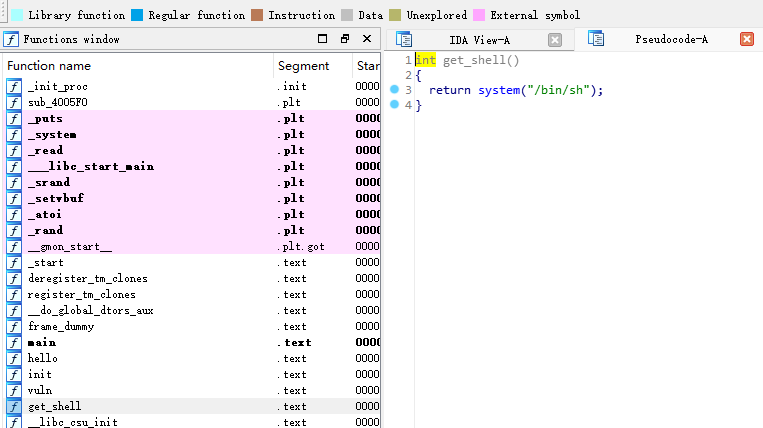 Library function Regular function Instruction Data Unexplored External symbol
Functions window
Function name Segment Star
_init_proc .init 0000
sub_4005F0 .plt 0000
_puts .plt 0000
_system .plt 0000
_read .plt 0000
___libc_start_main .plt 0000
_srand .plt 0000
_setvbuf .plt 0000
_atoi .plt 0000
_rand .plt 0000
__gmon_start__ .plt.got 0000
_start .text 0000
deregister_tm_clones .text 0000
register_tm_clones .text 0000
__do_global_dtors_aux .text 0000
frame_dummy .text 0000
main .text 0000
hello .text 0000
init .text 0000
vuln .text 0000
get_shell .text 0000
__libc_csu_init .text 0000
IDA View-A Pseudocode-A
1 int get_shell()
2 {
3 return system("/bin/sh");
4 }